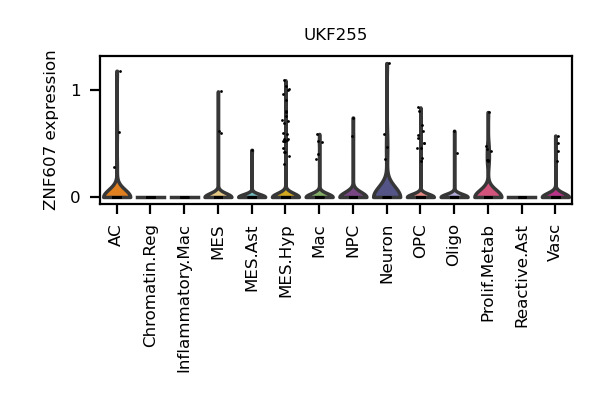 UKF255
ZNF607 expression
1
0
AC
Chromatin.Reg
Inflammatory.Mac
MES
MES.Ast
MES.Hyp
Mac
NPC
Neuron
OPC
Oligo
Prolif.Metab
Reactive.Ast
Vasc